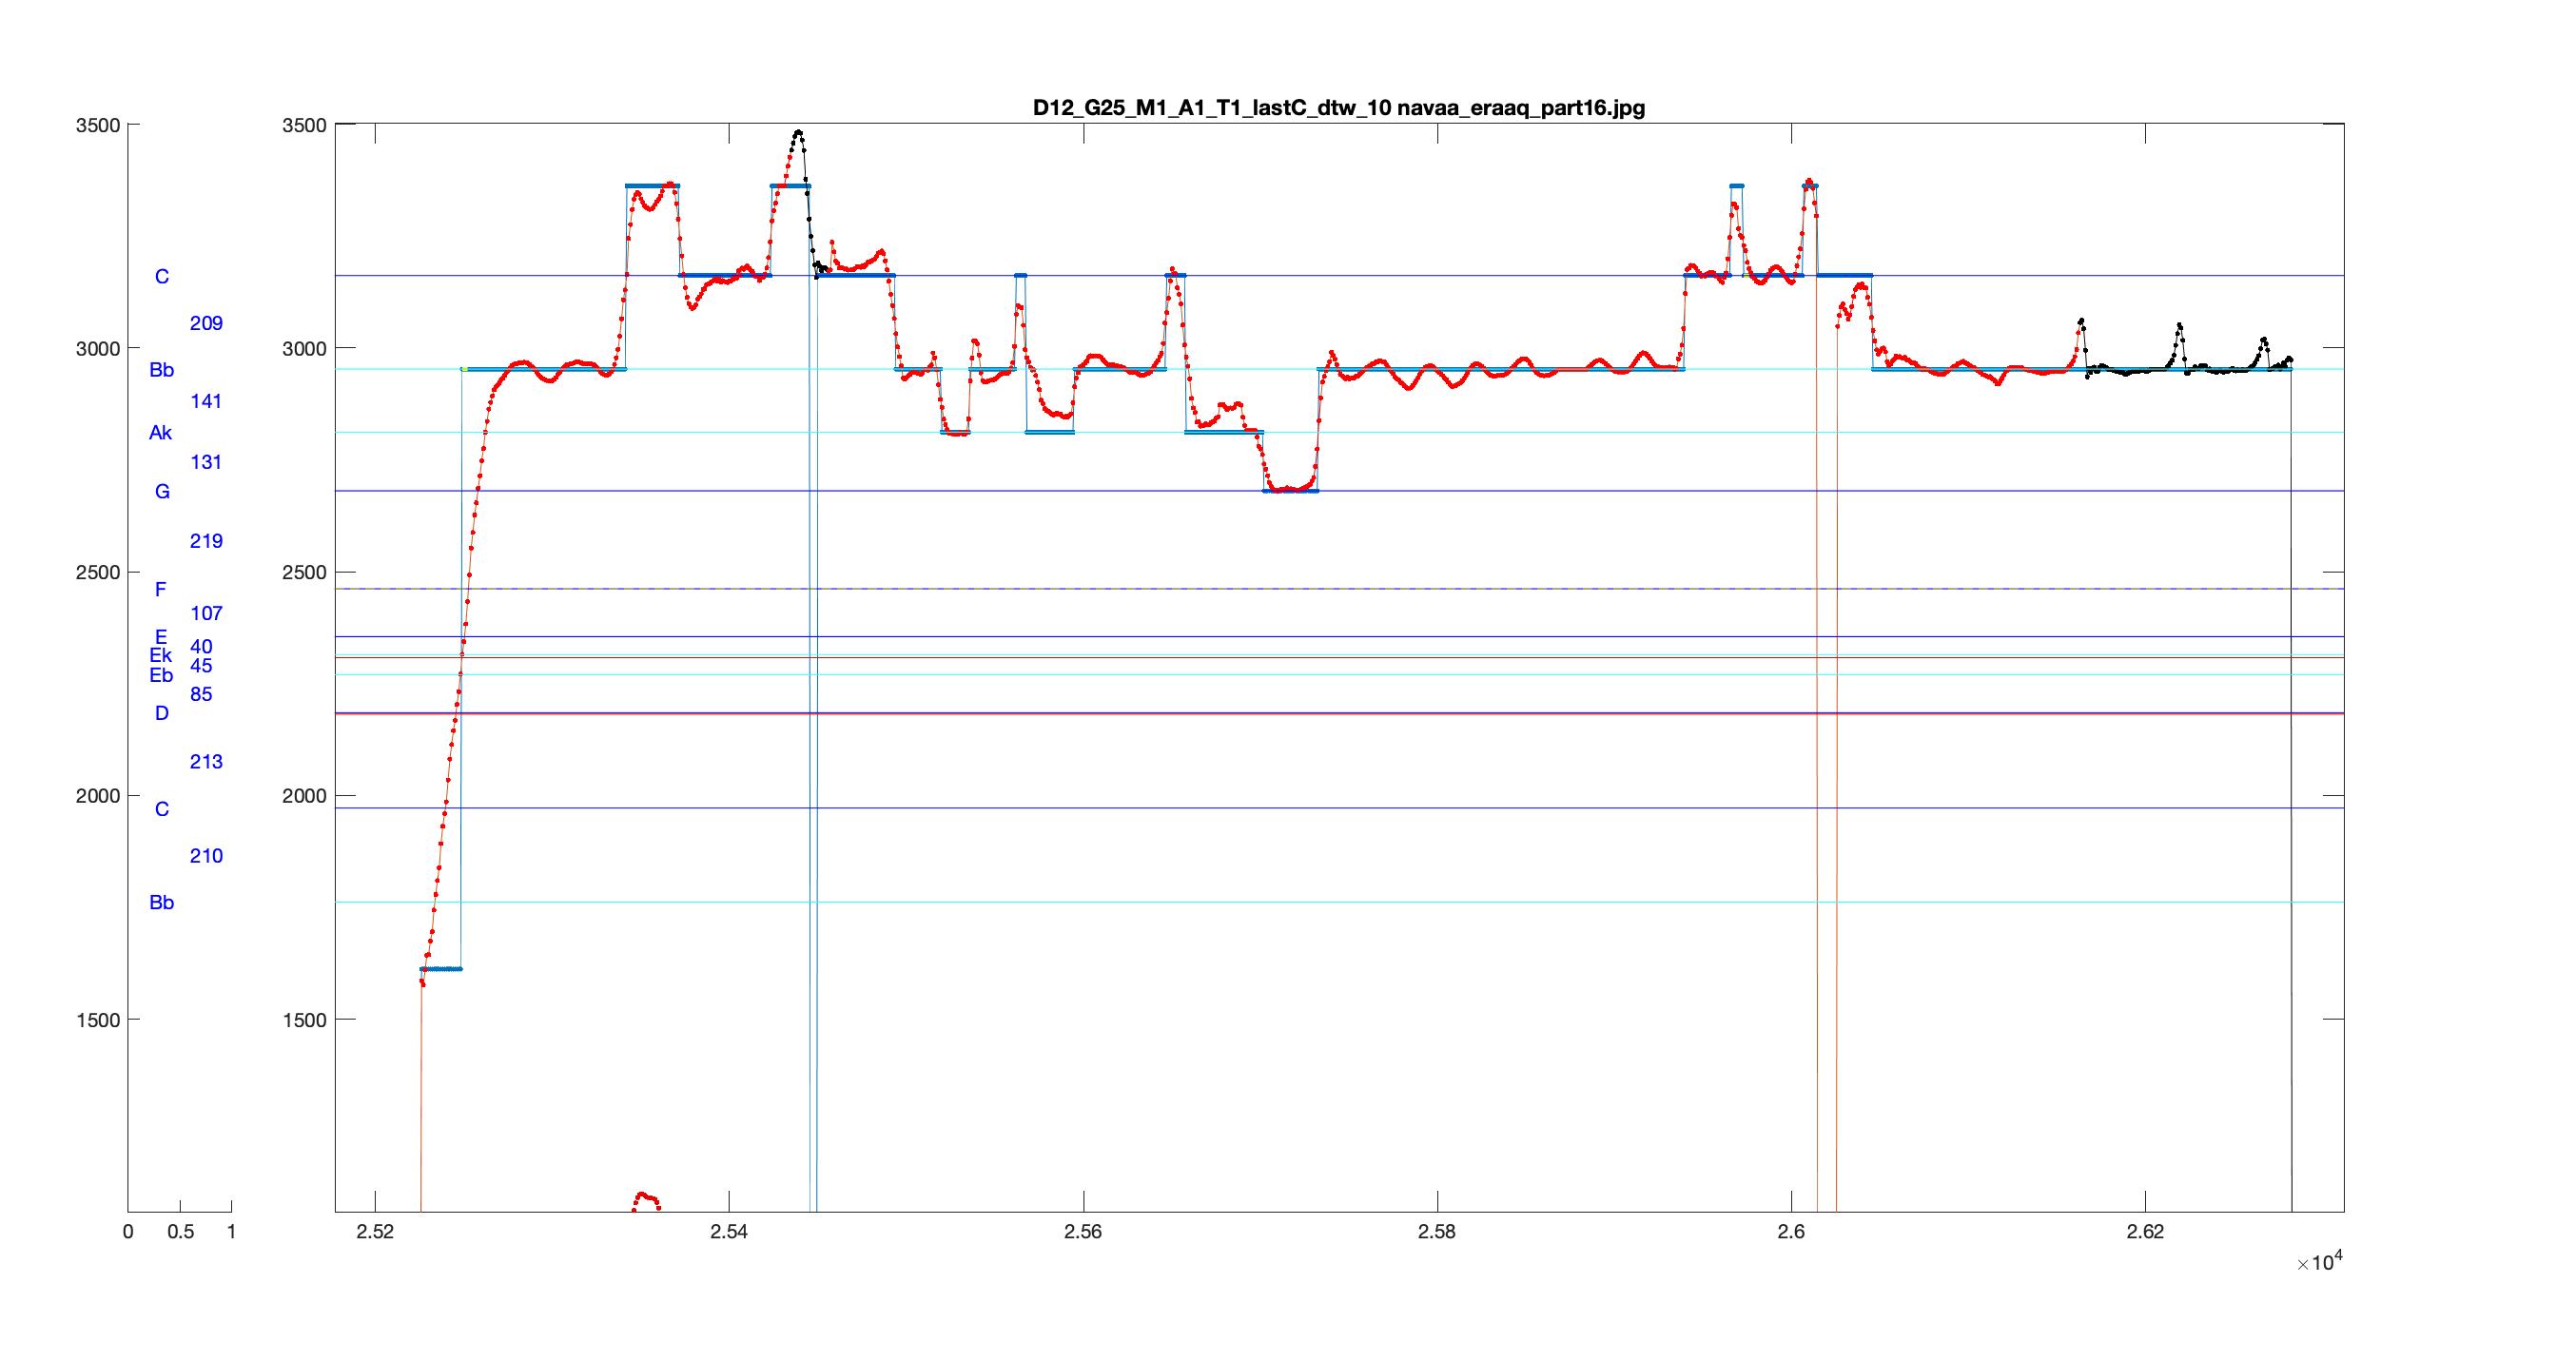 D12_G25_M1_A1_T1_lastC_dtw_10 navaa_eraaq_part16.jpg
3500
3000
2500
2000
1500
0 0.5 1
C
209
Bb
141
Ak
131
G
219
F
107
E
40
Ek
45
Eb
85
D
213
C
210
Bb
3500
3000
2500
2000
1500
2.52 2.54 2.56 2.58 2.6 2.62
×10⁴